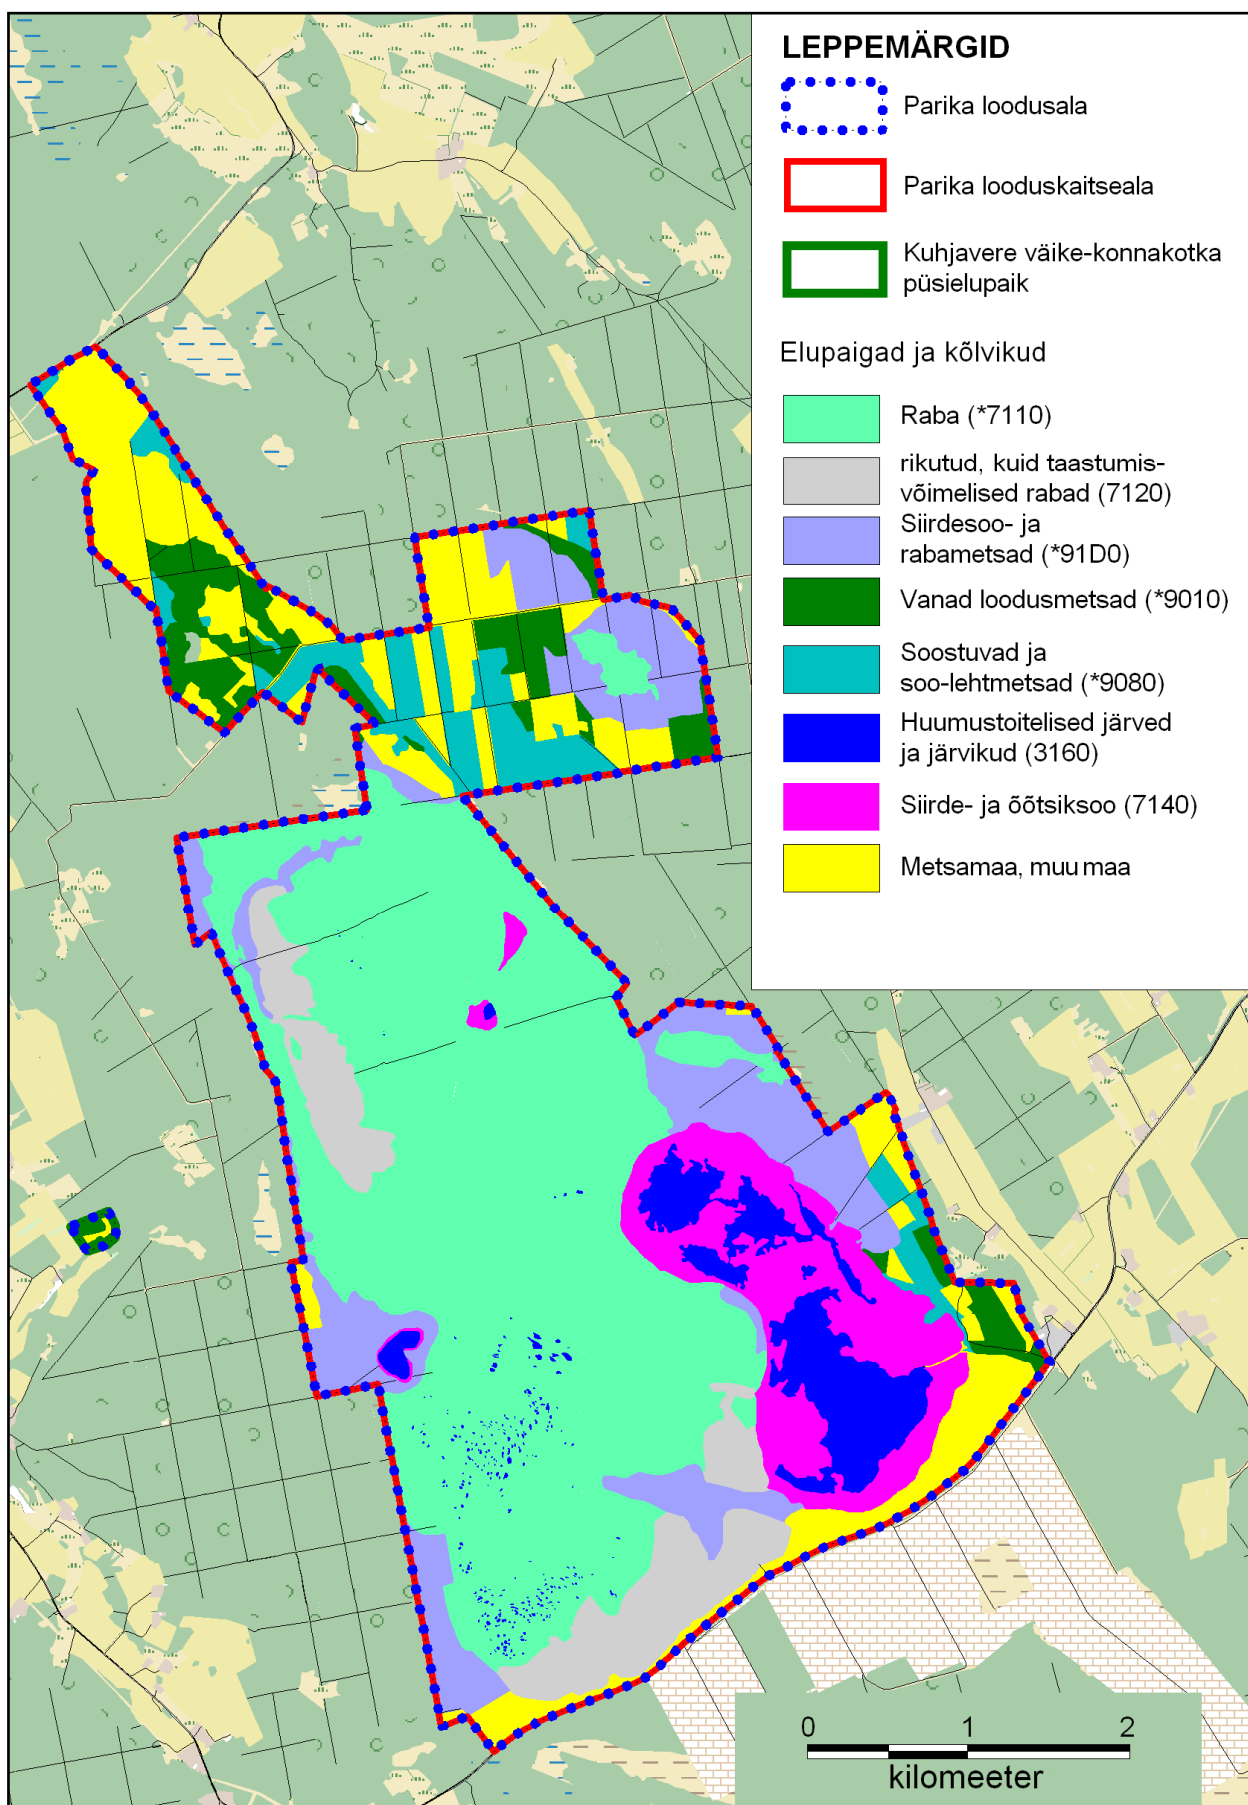 LEPPEMÄRGID
Parika loodusala
Parika looduskaitseala
Kuhjavere väike-konnakotka
püsielupaik
Elupaigad ja kõlvikud
Raba (*7110)
rikutud, kuid taastumis-
võimelised rabad (7120)
Siirdesoo- ja
rabametsad (*91D0)
Vanad loodusmetsad (*9010)
Soostuvad ja
soo-lehtmetsad (*9080)
Huumustoitelised järved
ja järvikud (3160)
Siirde- ja õõtsiksoo (7140)
Metsamaa, muu maa
0 1 2
kilomeeter